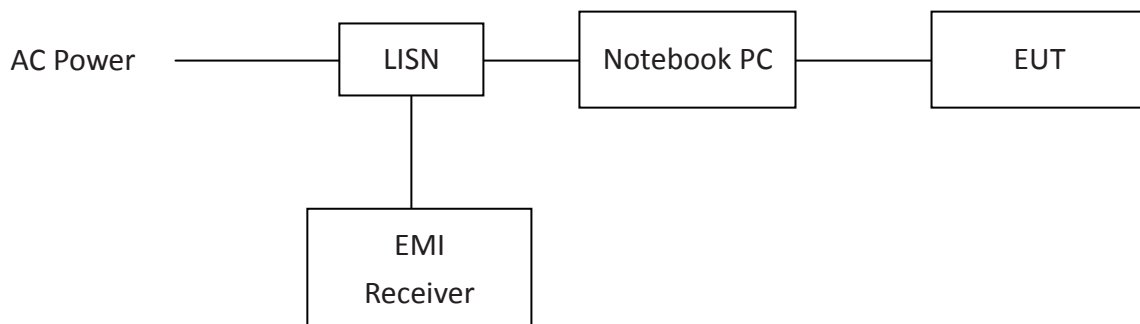 AC Power
LISN
Notebook PC
EUT
EMI
Receiver